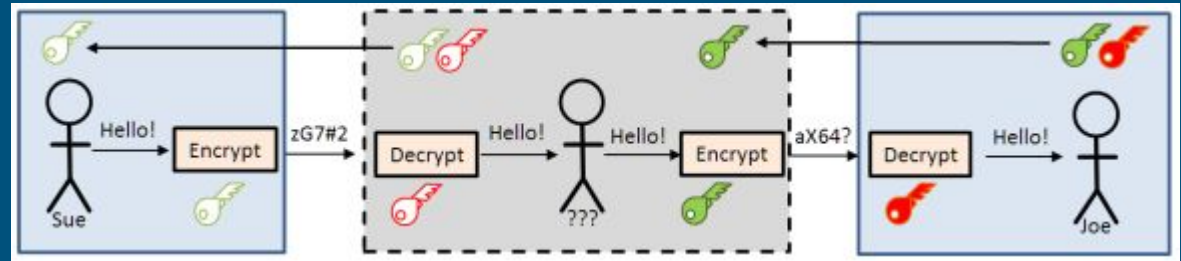 Hello!
Encrypt
zG7#2
Sue
Decrypt
Hello!
???
Hello!
Encrypt
aX64?
Decrypt
Hello!
Joe